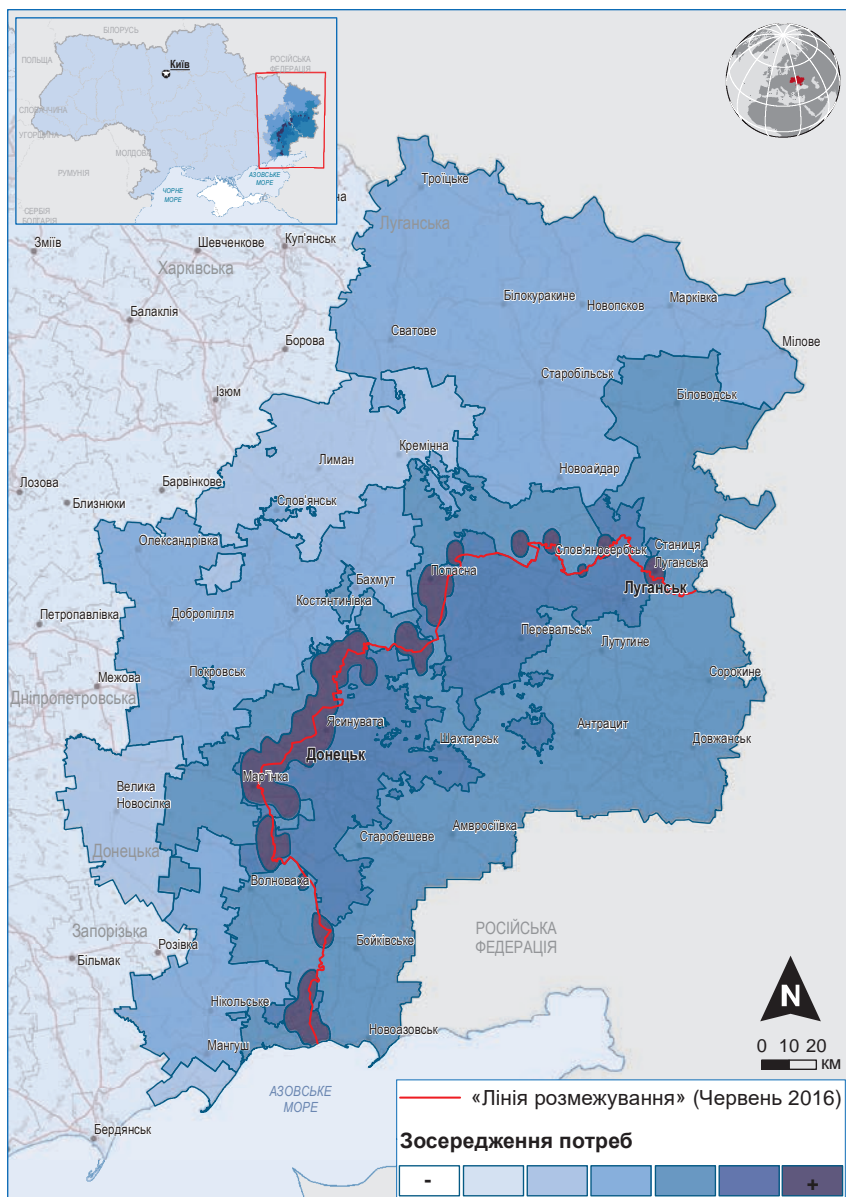 БІЛОРУСЬ
ПОЛЬЩА
Київ
РОСІЙСЬКА
ФЕДЕРАЦІЯ
СЛОВАЧЧИНА
УГОРЩИНА
МОЛДОВА
РУМУНІЯ
АЗОВСЬКЕ
МОРЕ
ЧОРНЕ
МОРЕ
СЕРБІЯ
БОЛГАРІЯ
на
Троїцьке
Луганська
Зміїв
Шевченкове
Куп'янськ
Харківська
Білокуракине
Новопсков
Марківка
Балаклія
Сватове
Борова
Мілове
Старобільськ
Ізюм
Біловодськ
Кремінна
Лиман
Новоайдар
Лозова
Барвінкове
Близнюки
Слов'янськ
Олександрівка
Слов'яносербськ
Станиця
Луганська
Попасна
Бахмут
Луганськ
Костянтинівка
Петропавлівка
Добропілля
Перевальськ
Лутугине
Межова
Покровськ
Сорокине
Дніпропетровська
Ясинувата
Антрацит
Шахтарськ
Довжанськ
Донецьк
Мар'їнка
Велика
Новосілка
Амвросіївка
Старобешеве
Донецька
Волноваха
РОСІЙСЬКА
ФЕДЕРАЦІЯ
Запорізька
Розівка
Більмак
Бойківське
Нікольське
N
Новоазовськ
Мангуш
0 10 20
КМ
АЗОВСЬКЕ
МОРЕ
Бердянськ
«Лінія розмежування» (Червень 2016)
Зосередження потреб
- +